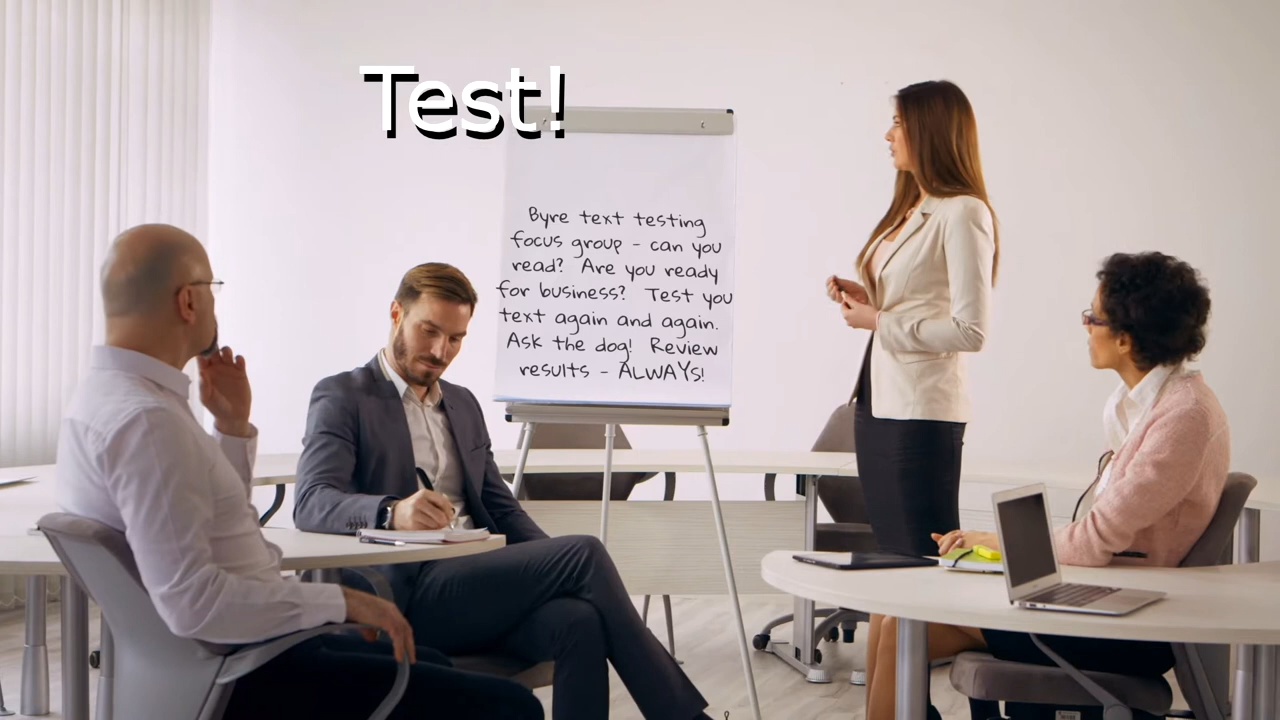 Test!
Byre text testing
focus group - can you
read? Are you ready
for business? Test you
text again and again.
Ask the dog! Review
results - ALWAYS!